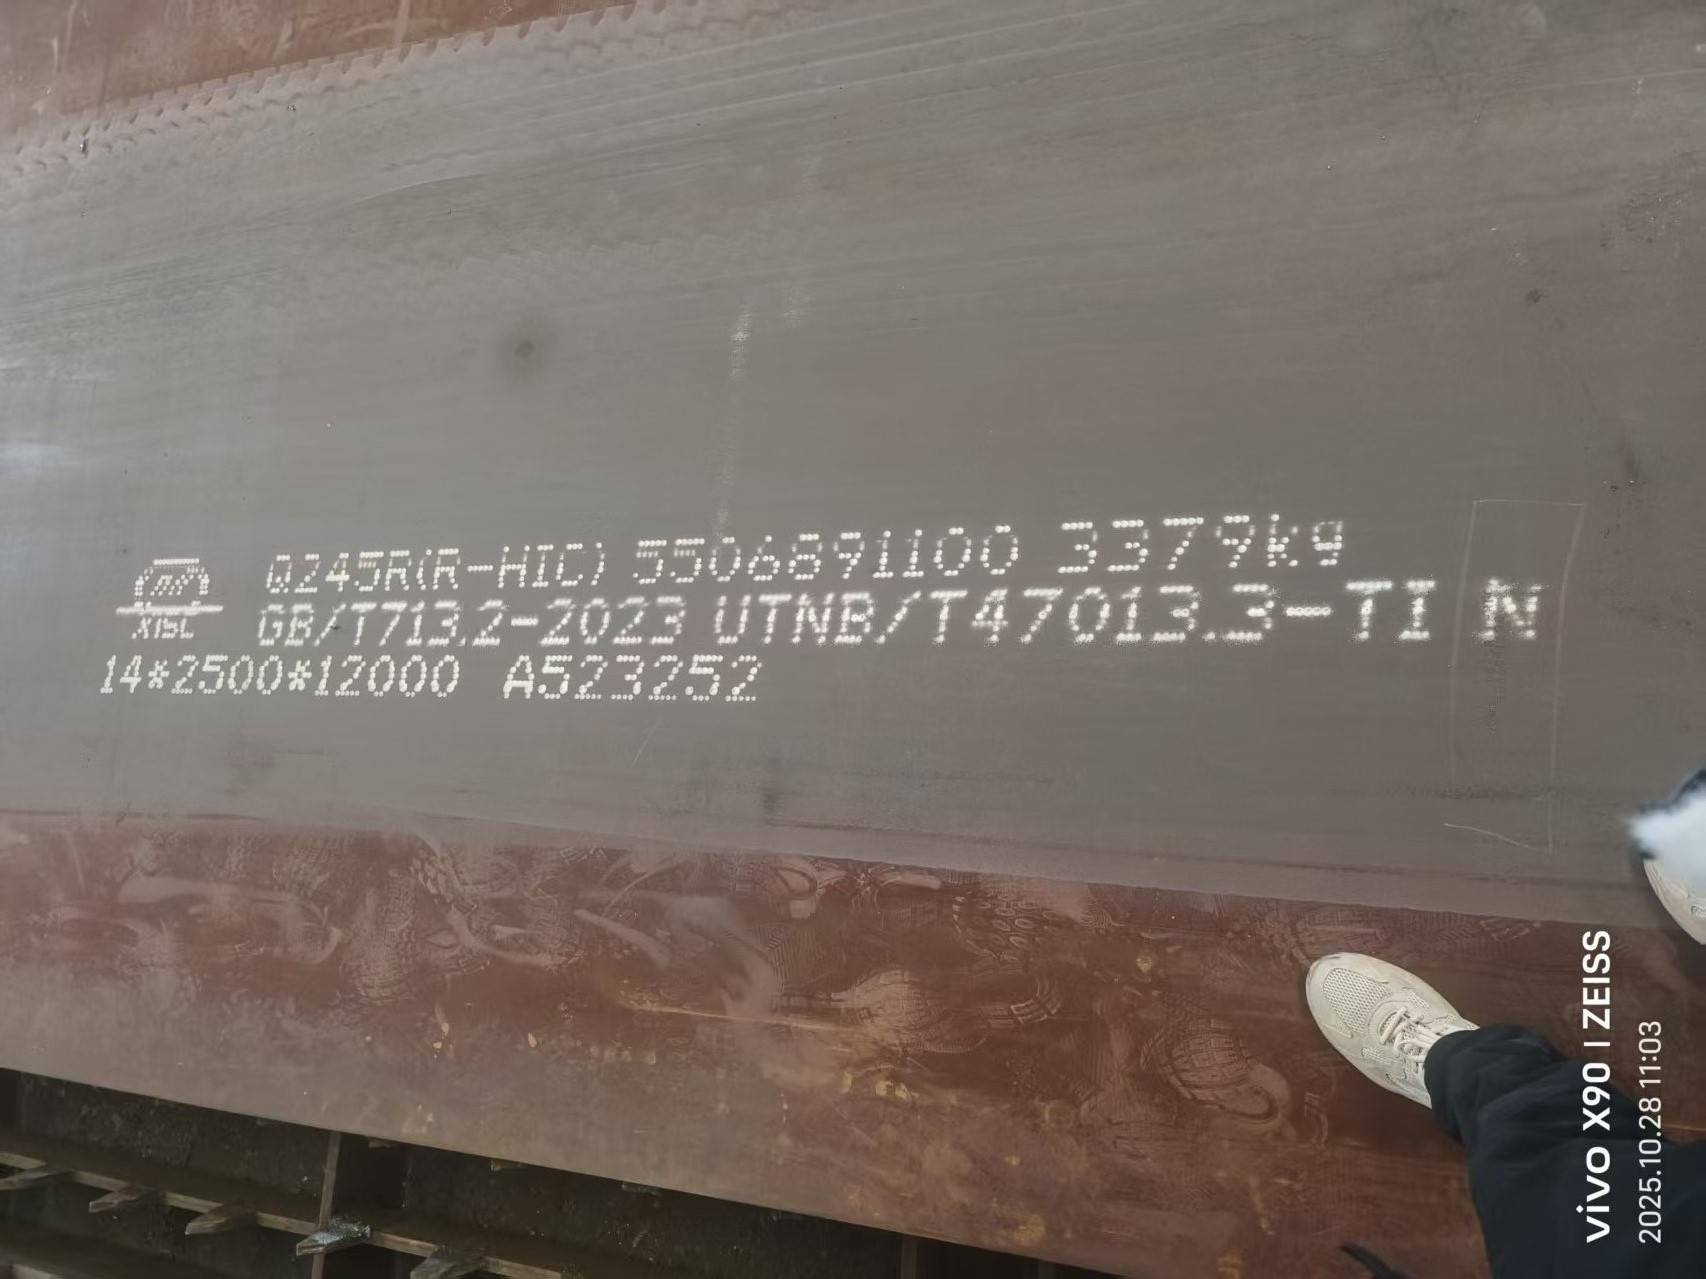 Q245R(R-HIC) 5506891100 3379kg
XISC GB/T713.2-2023 UTNB/T47013.3-TI N
14*2500*12000 A523252
vivo X90 | ZEISS
2025.10.28 11:03